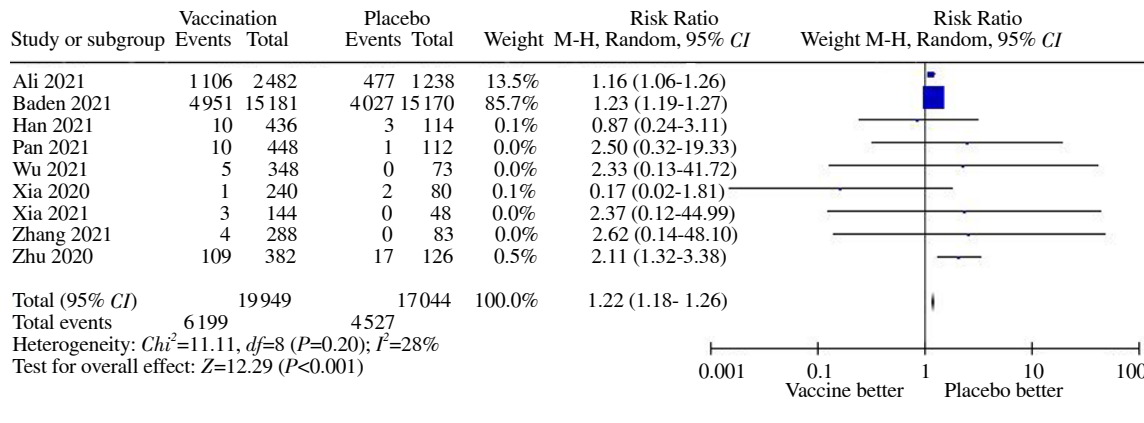 Vaccination Placebo Risk Ratio Risk Ratio
Study or subgroup Events Total Events Total Weight M-H, Random, 95% CI Weight M-H, Random, 95% CI
Ali 2021 1106 2482 477 1238 13.5% 1.16 (1.06-1.26)
Baden 2021 4951 15181 4027 15170 85.7% 1.23 (1.19-1.27)
Han 2021 10 436 3 114 0.1% 0.87 (0.24-3.11)
Pan 2021 10 448 1 112 0.0% 2.50 (0.32-19.33)
Wu 2021 5 348 0 73 0.0% 2.33 (0.13-41.72)
Xia 2020 1 240 2 80 0.1% 0.17 (0.02-1.81)
Xia 2021 3 144 0 48 0.0% 2.37 (0.12-44.99)
Zhang 2021 4 288 0 83 0.0% 2.62 (0.14-48.10)
Zhu 2020 109 382 17 126 0.5% 2.11 (1.32-3.38)
Total (95% CI) 19949 17044 100.0% 1.22 (1.18- 1.26)
Total events 6199 4527
Heterogeneity: Chi²=11.11, df=8 (P=0.20); I²=28%
Test for overall effect: Z=12.29 (P<0.001)
0.001 0.1 1 10 100
Vaccine better Placebo better